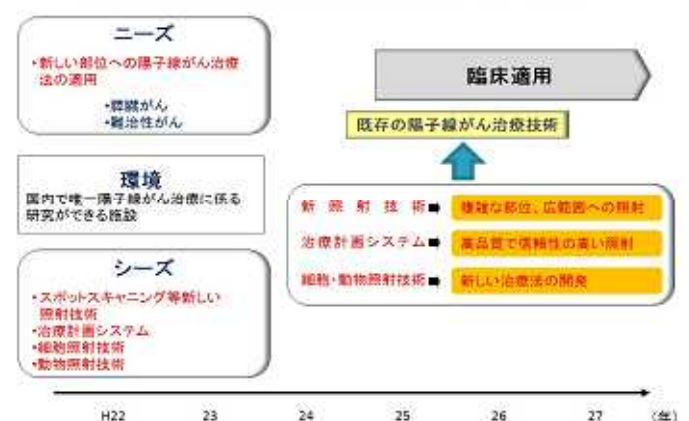 ニーズ
・新しい部位への陽子線がん治療
法の適用
・膵臓がん
・難治性がん
環境
国内で唯一陽子線がん治療に係る
研究ができる施設
シーズ
・スポットスキャニング等新しい
照射技術
・治療計画システム
・細胞照射技術
・動物照射技術
臨床適用
既存の陽子線がん治療技術
新照射技術➡複雑な部位、広範囲への照射
治療計画システム➡高品質で信頼性の高い照射
細胞・動物照射技術➡新しい治療法の開発
H22 23 24 25 26 27 (年)